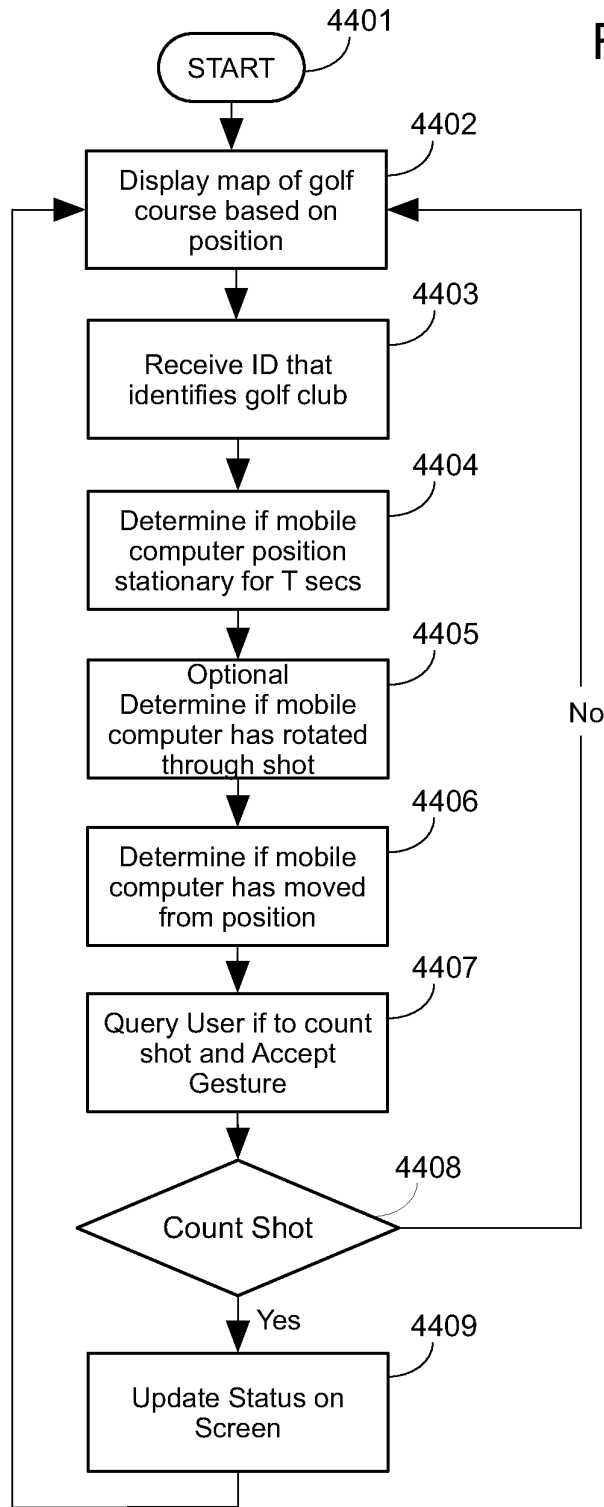 4401
F
START
4402
Display map of golf
course based on
position
4403
Receive ID that
identifies golf club
4404
Determine if mobile
computer position
stationary for T secs
4405
Optional
Determine if mobile
computer has rotated
through shot
No
4406
Determine if mobile
computer has moved
from position
4407
Query User if to count
shot and Accept
Gesture
4408
Count Shot
Yes
4409
Update Status on
Screen